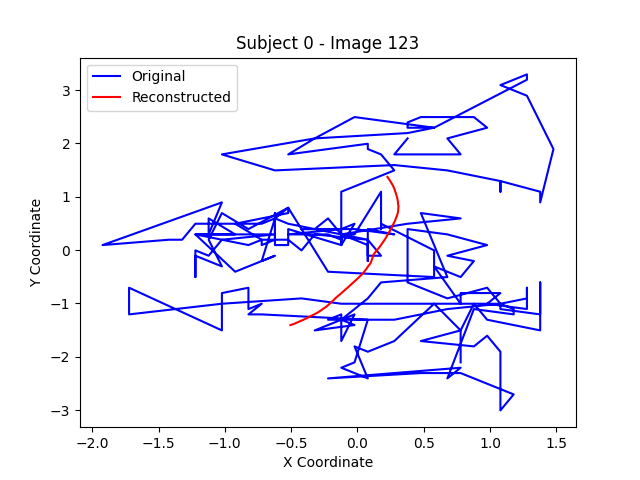 Subject 0 - Image 123
Original
Reconstructed
Y Coordinate
3
2
1
0
−1
−2
−3
−2.0 −1.5 −1.0 −0.5 0.0 0.5 1.0 1.5
X Coordinate